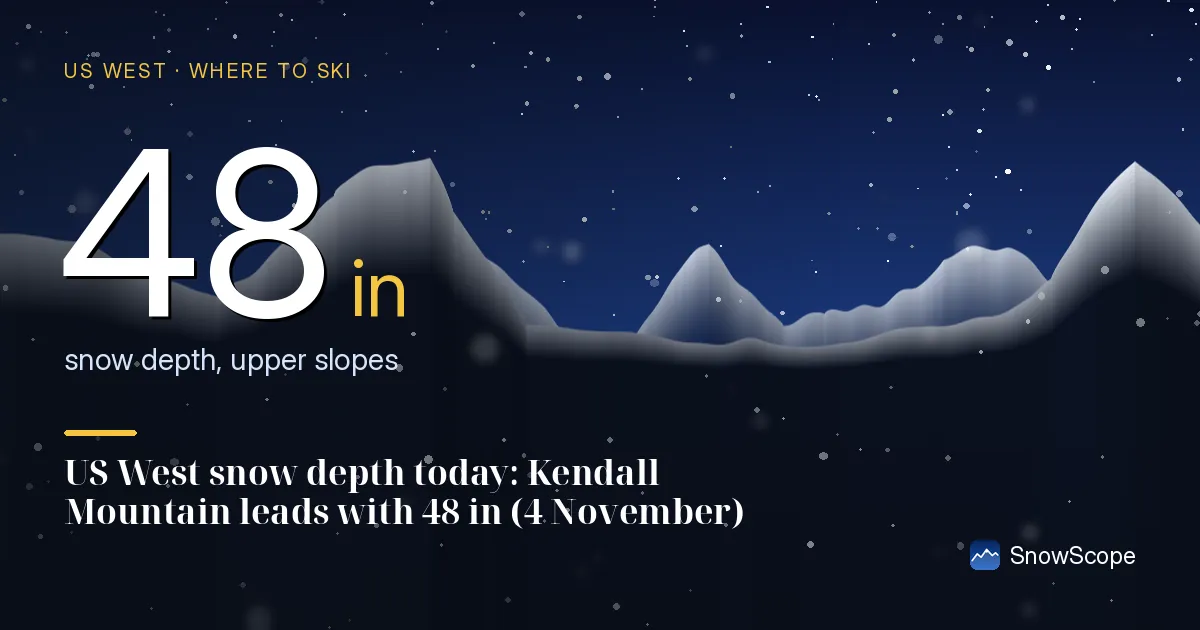 US WEST · WHERE TO SKI
48 in
snow depth, upper slopes
US West snow depth today: Kendall
Mountain leads with 48 in (4 November)
SnowScope